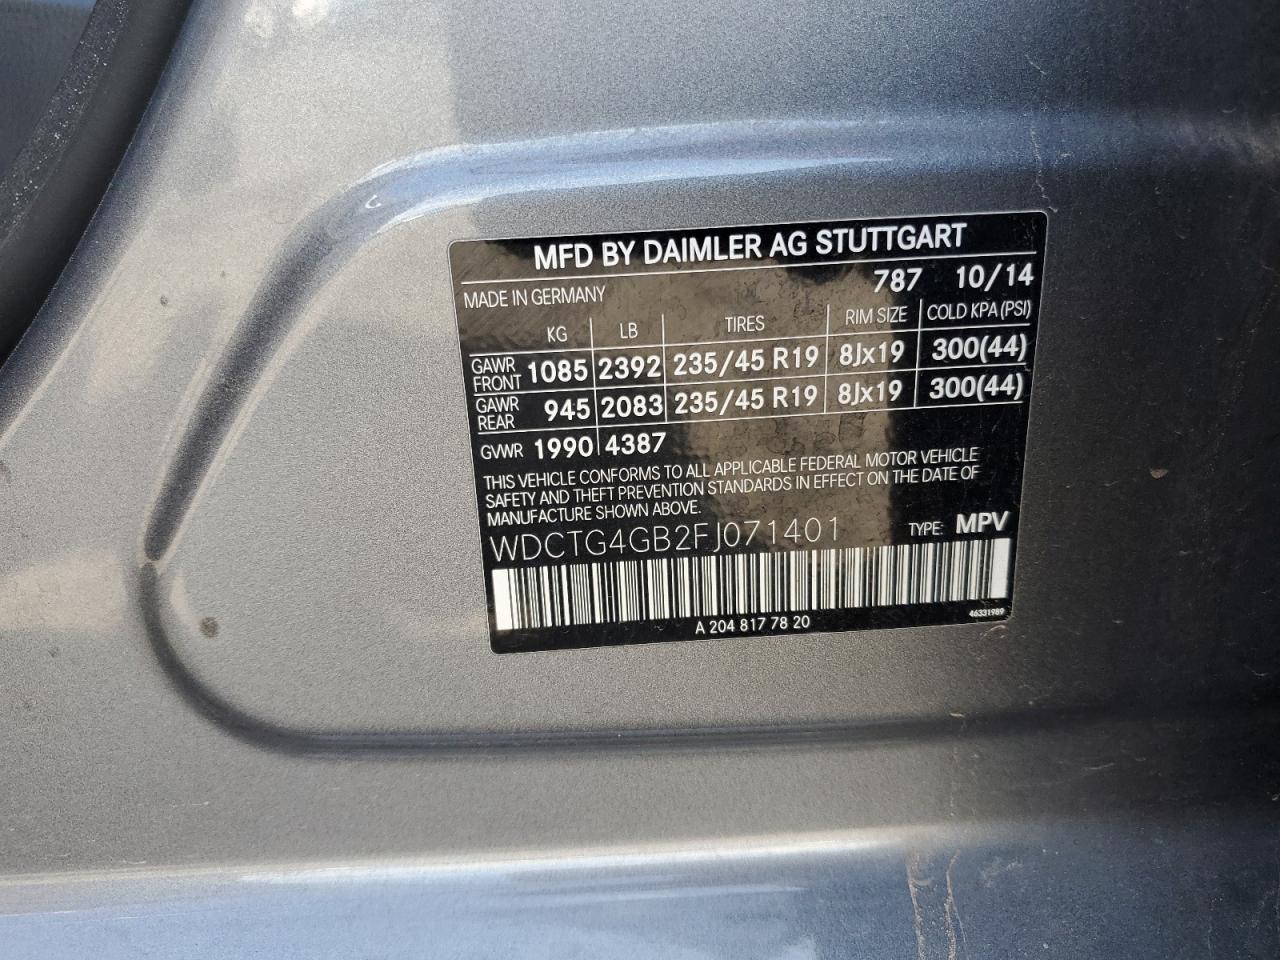 MFD BY DAIMLER AG STUTTGART
787 10/14
MADE IN GERMANY
KG LB TIRES RIM SIZE COLD KPA (PSI)
GAWR FRONT 1085 2392 235/45 R19 8Jx19 300(44)
GAWR REAR 945 2083 235/45 R19 8Jx19 300(44)
GVWR 1990 4387
THIS VEHICLE CONFORMS TO ALL APPLICABLE FEDERAL MOTOR VEHICLE
SAFETY AND THEFT PREVENTION STANDARDS IN EFFECT ON THE DATE OF
MANUFACTURE SHOWN ABOVE.
WDCTG4GB2FJ071401 TYPE: MPV
A 204 817 78 20 46331989